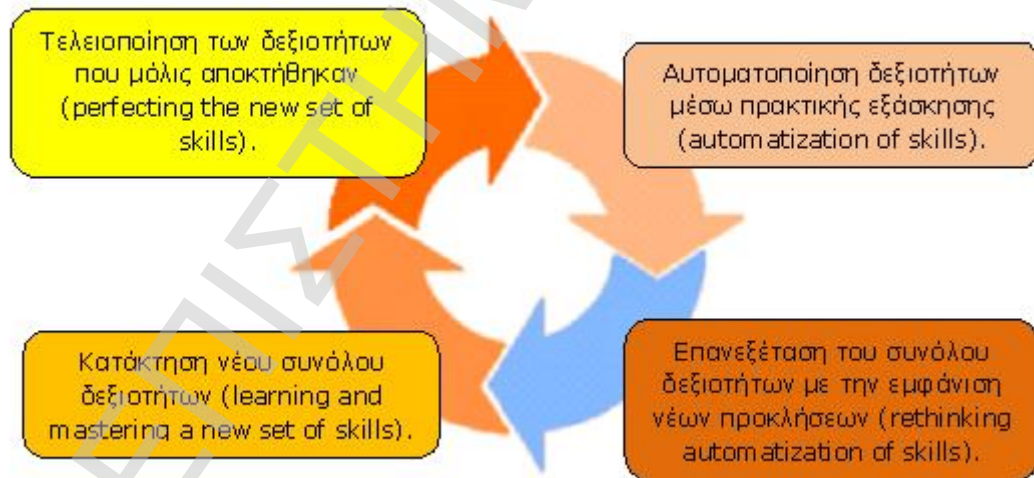 Τελειοποίηση των δεξιοτήτων
που μόλις αποκτήθηκαν
(perfecting the new set of
skills).
Αυτοματοποίηση δεξιοτήτων
μέσω πρακτικής εξάσκησης
(automatization of skills).
Κατάκτηση νέου συνόλου
δεξιοτήτων (learning and
mastering a new set of skills).
Επανεξέταση του συνόλου
δεξιοτήτων με την εμφάνιση
νέων προκλήσεων (rethinking
automatization of skills).
ΕΠΙΣΤΗΜ